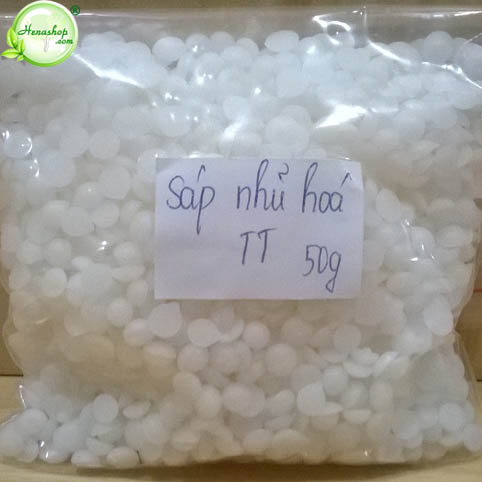 Henashop
.com
®
Sáp nhũ hoá
TT 50g